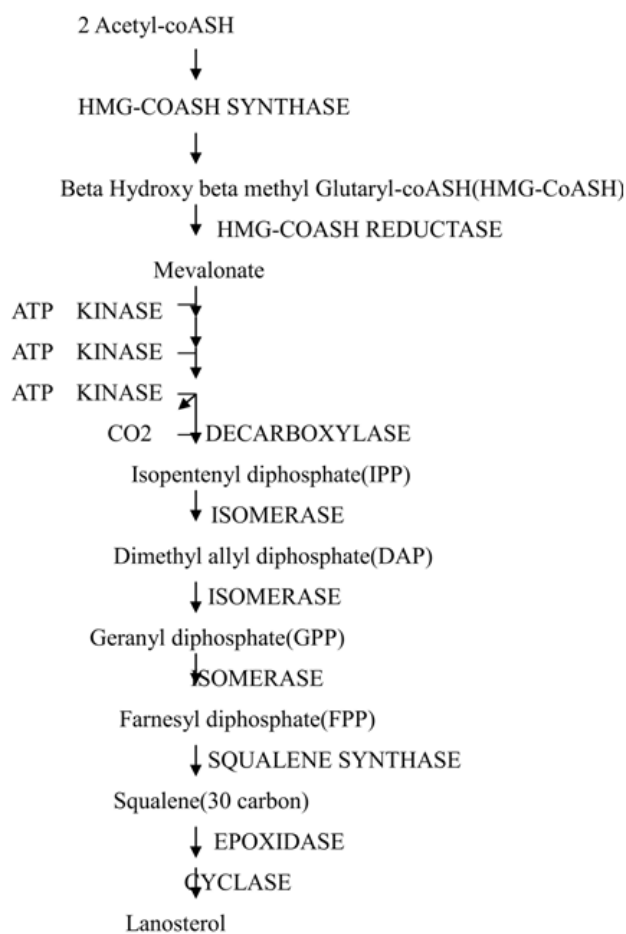 2 Acetyl-coASH
HMG-COASH SYNTHASE
Beta Hydroxy beta methyl Glutaryl-coASH(HMG-CoASH)
HMG-COASH REDUCTASE
Mevalonate
ATP KINASE
ATP KINASE
ATP KINASE
CO2 DECARBOXYLASE
Isopentenyl diphosphate(IPP)
ISOMERASE
Dimethyl allyl diphosphate(DAP)
ISOMERASE
Geranyl diphosphate(GPP)
ISOMERASE
Farnesyl diphosphate(FPP)
SQUALENE SYNTHASE
Squalene(30 carbon)
EPOXIDASE
CYCLASE
Lanosterol